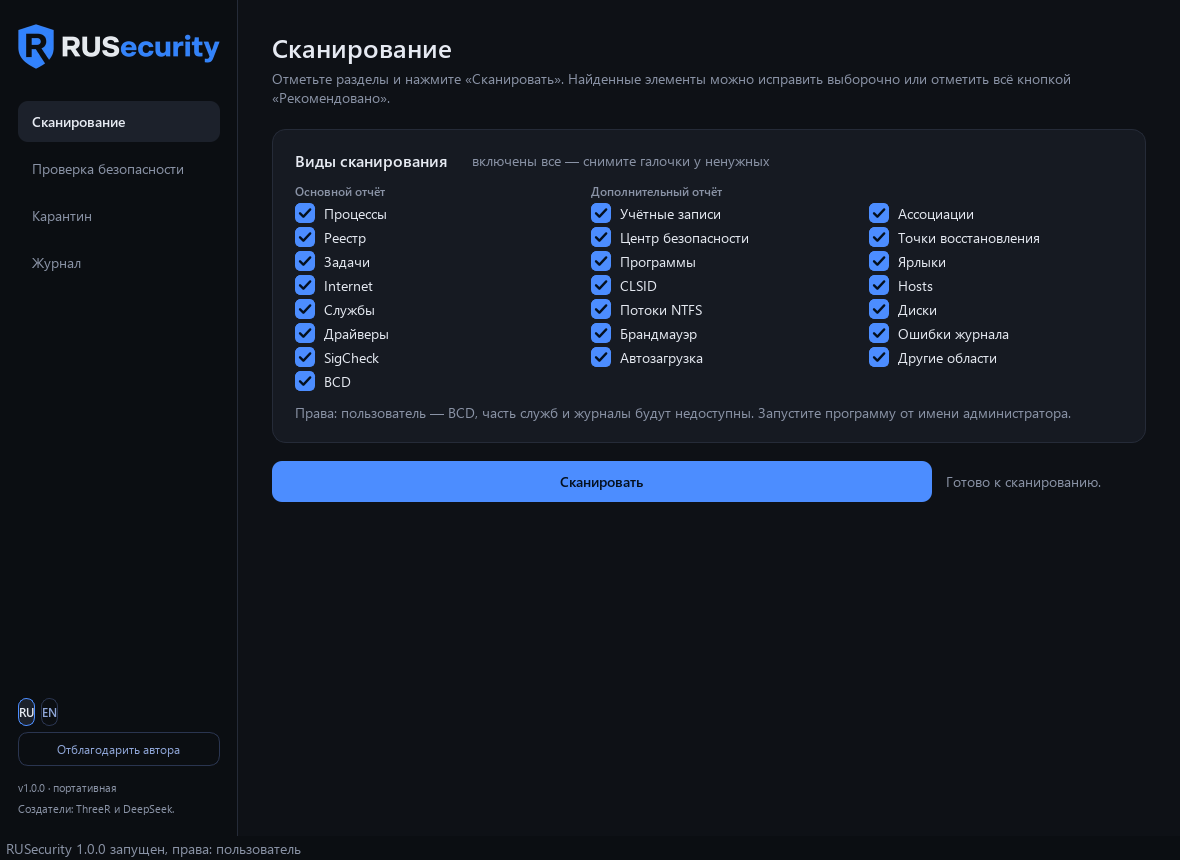 RUSecurity
Сканирование
Проверка безопасности
Карантин
Журнал
RU EN
Отблагодарить автора
v1.0.0 · портативная
Создатели: ThreeR и DeepSeek.
Сканирование
Отметьте разделы и нажмите «Сканировать». Найденные элементы можно исправить выборочно или отметить всё кнопкой
«Рекомендовано».
Виды сканирования включены все — снимите галочки у ненужных
Основной отчёт
Процессы
Реестр
Задачи
Internet
Службы
Драйверы
SigCheck
BCD
Дополнительный отчёт
Учётные записи
Центр безопасности
Программы
CLSID
Потоки NTFS
Брандмауэр
Автозагрузка
Ассоциации
Точки восстановления
Ярлыки
Hosts
Диски
Ошибки журнала
Другие области
Права: пользователь — BCD, часть служб и журналы будут недоступны. Запустите программу от имени администратора.
Сканировать
Готово к сканированию.
RUSecurity 1.0.0 запущен, права: пользователь